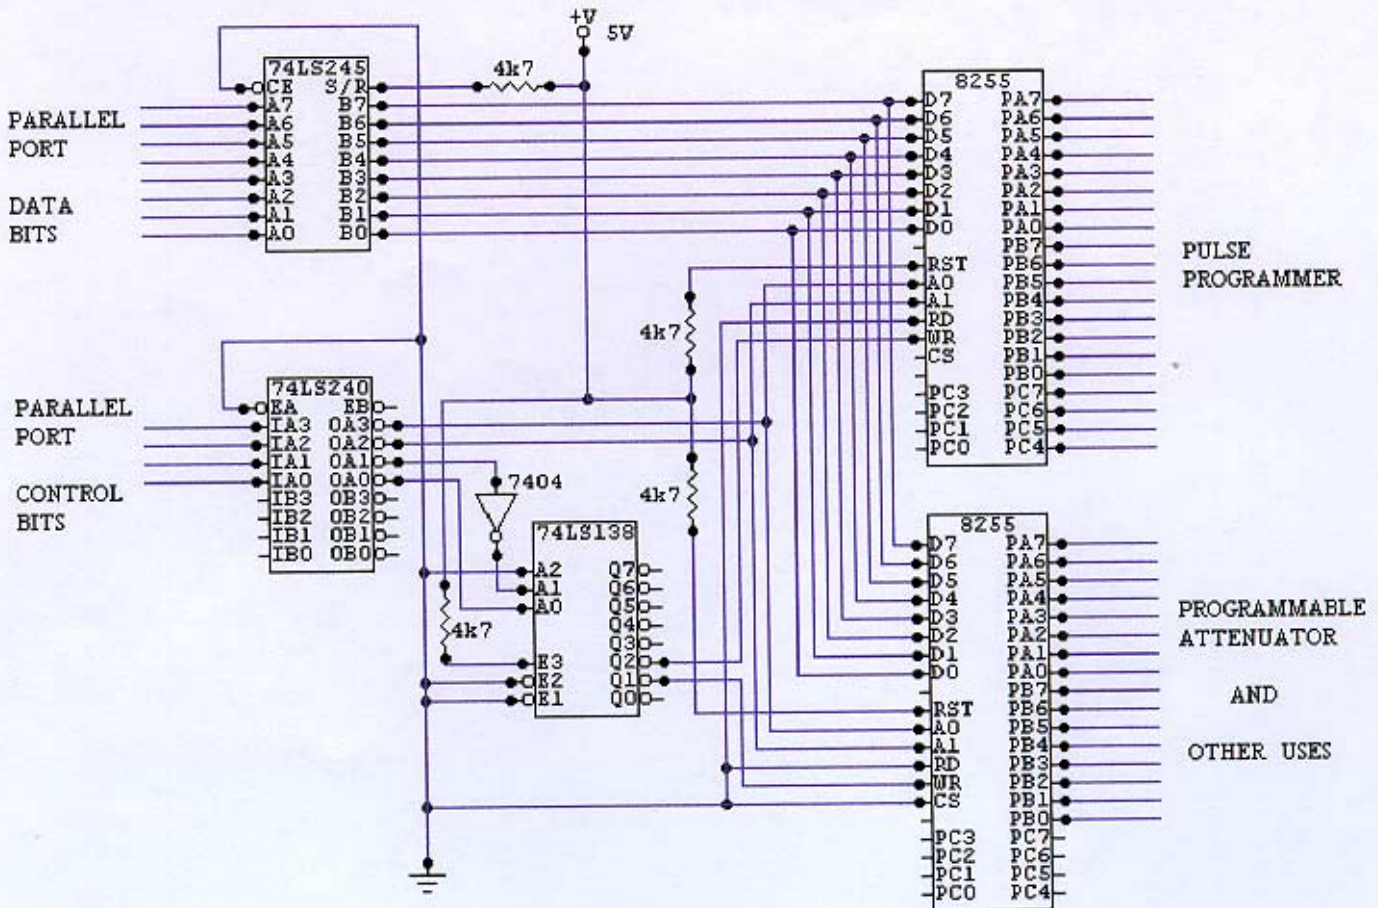 +V
5V
4k7
74LS245
CE S/R
A7 B7
A6 B6
A5 B5
A4 B4
A3 B3
A2 B2
A1 B1
A0 B0
PARALLEL
PORT
DATA
BITS
8255
D7 PA7
D6 PA6
D5 PA5
D4 PA4
D3 PA3
D2 PA2
D1 PA1
D0 PA0
PB7
RST PB6
A0 PB5
A1 PB4
RD PB3
WR PB2
CS PB1
PB0
PC3 PC7
PC2 PC6
PC1 PC5
PC0 PC4
PULSE
PROGRAMMER
4k7
74LS240
EA EB
IA3 OA3
IA2 OA2
IA1 OA1
IA0 OA0
IB3 OB3
IB2 OB2
IB1 OB1
IB0 OB0
PARALLEL
PORT
CONTROL
BITS
7404
4k7
74LS138
A2 Q7
A1 Q6
A0 Q5
Q4
Q3
E3 Q2
E2 Q1
E1 Q0
4k7
8255
D7 PA7
D6 PA6
D5 PA5
D4 PA4
D3 PA3
D2 PA2
D1 PA1
D0 PA0
PB7
RST PB6
A0 PB5
A1 PB4
RD PB3
WR PB2
CS PB1
PB0
PC3 PC7
PC2 PC6
PC1 PC5
PC0 PC4
PROGRAMMABLE
ATTENUATOR
AND
OTHER USES